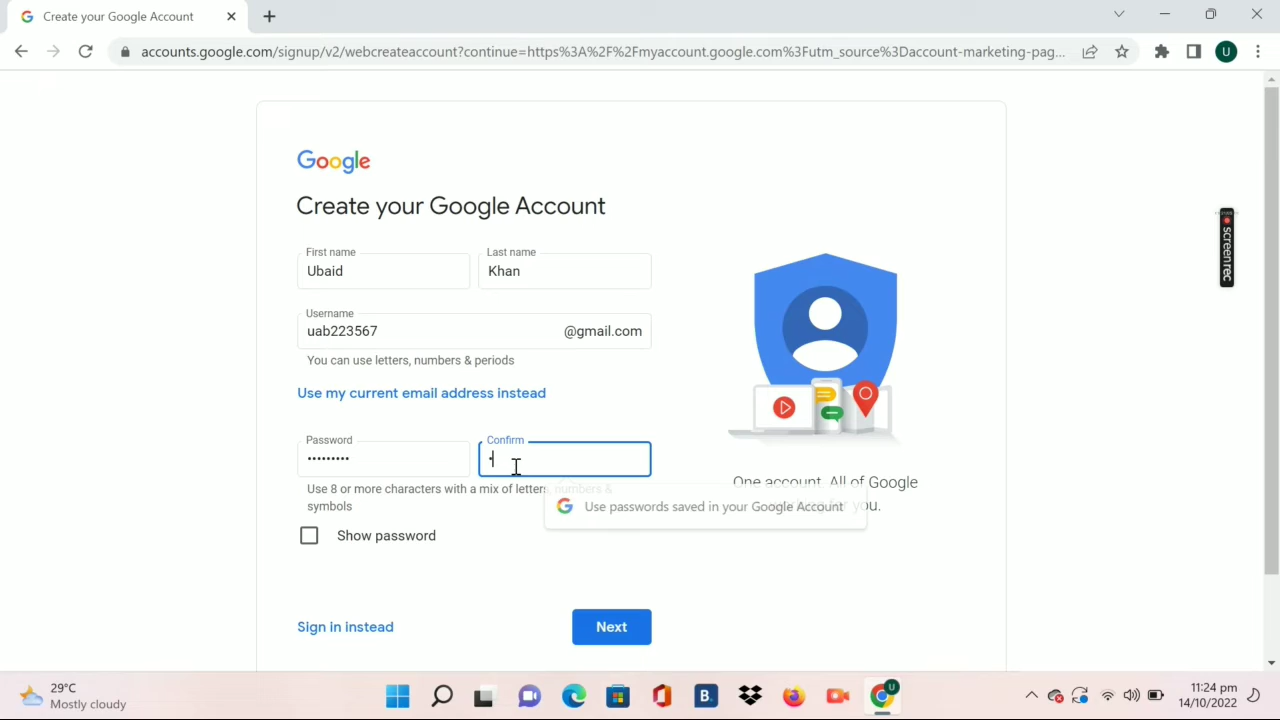 Create your Google Account
accounts.google.com/signup/v2/webcreateaccount?continue=https%3A%2F%2Fmyaccount.google.com%3Futm_source%3Daccount-marketing-pag...
U
Google
Create your Google Account
First name
Last name
Ubaid
Khan
Username
uab223567
@gmail.com
You can use letters, numbers & periods
Use my current email address instead
Password
Confirm
•••••••••
•
Use 8 or more characters with a mix of letters, numbers &
symbols
Use passwords saved in your Google Account
Show password
One account. All of Google
you.
Sign in instead
Next
screenrec
29°C
Mostly cloudy
B.
U
11:24 pm
14/10/2022